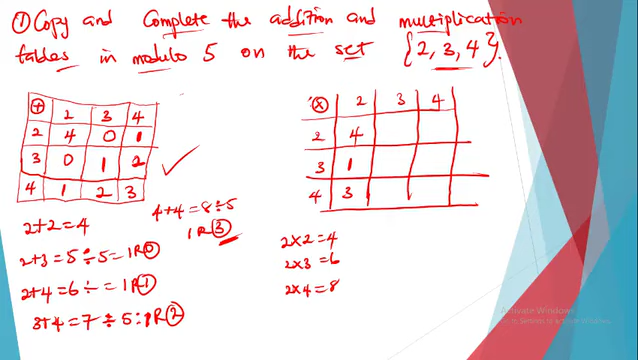 ① Copy and Complete the addition and multiplication
tables in modulo 5 on the set {2, 3, 4}.
⊕ 2 3 4
2 4 0 1
3 0 1 2
4 1 2 3
2+2=4
2+3=5÷5=1R0
2+4=6÷ =1R1
3+4=7÷5=1R2
4+4=8÷5
1R3
⊗ 2 3 4
2 4
3 1
4 3
2×2=4
2×3=6
2×4=8
Activate Windows